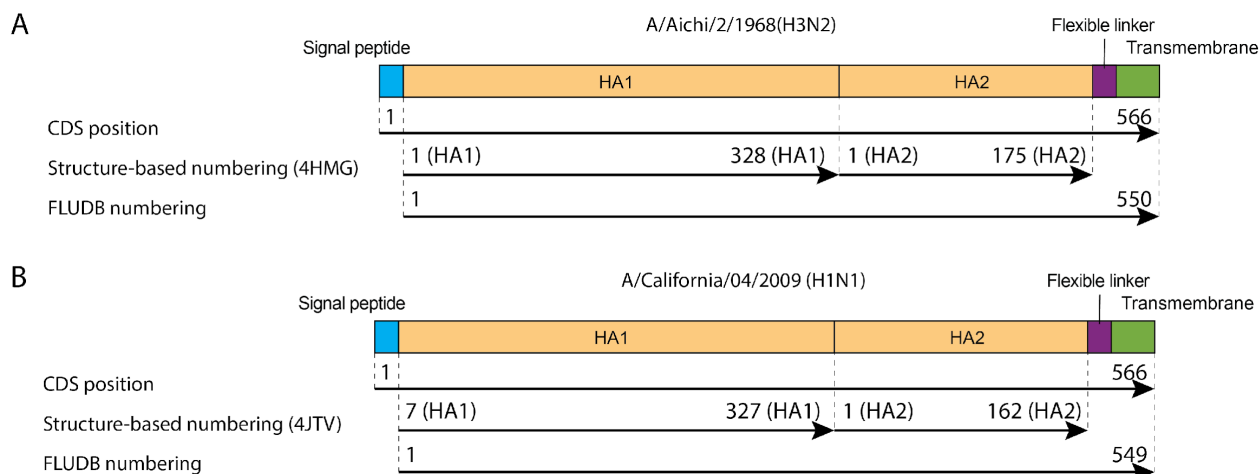 A
A/Aichi/2/1968(H3N2)
Flexible linker
Signal peptide
Transmembrane
HA1
HA2
CDS position
1
566
Structure-based numbering (4HMG)
1 (HA1)
328 (HA1)
1 (HA2)
175 (HA2)
FLUDB numbering
1
550
B
A/California/04/2009 (H1N1)
Flexible linker
Signal peptide
Transmembrane
HA1
HA2
CDS position
1
566
Structure-based numbering (4JTV)
7 (HA1)
327 (HA1)
1 (HA2)
162 (HA2)
FLUDB numbering
1
549